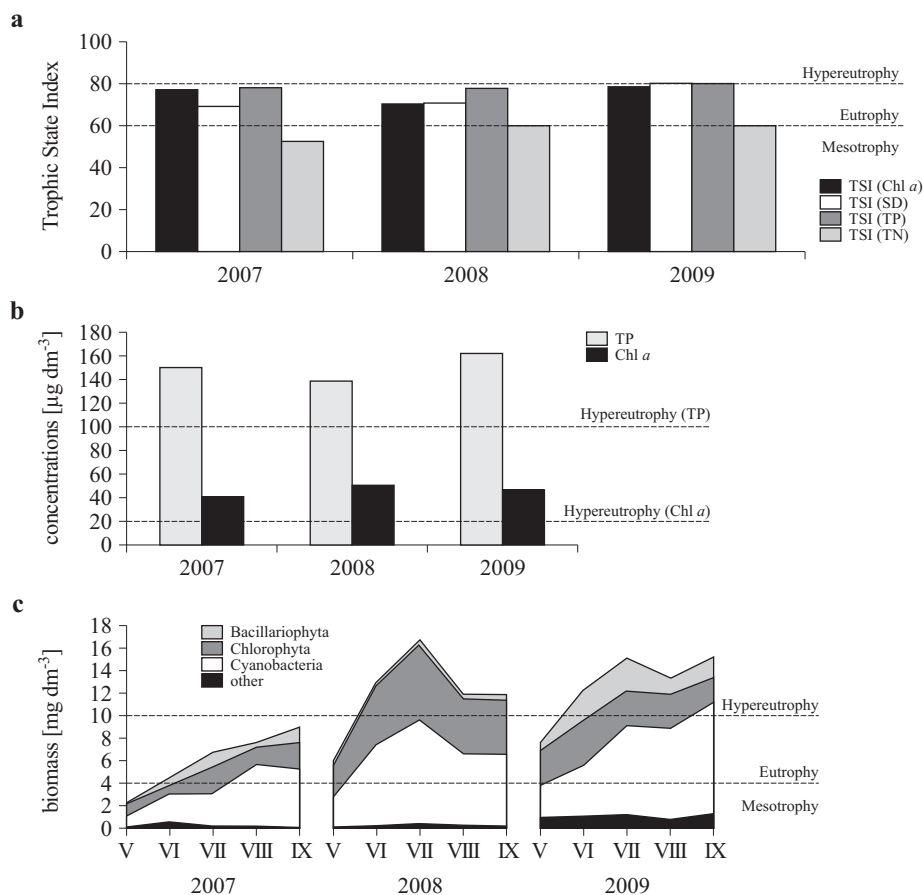 a
100
80
60
40
20
0
Trophic State Index
Hypereutrophy
Eutrophy
Mesotrophy
TSI (Chl a)
TSI (SD)
TSI (TP)
TSI (TN)
2007 2008 2009
b
180
160
140
120
100
80
60
40
20
0
concentrations [µg dm⁻³]
TP
Chl a
Hypereutrophy (TP)
Hypereutrophy (Chl a)
2007 2008 2009
c
18
16
14
12
10
8
6
4
2
0
biomass [mg dm⁻³]
Bacillariophyta
Chlorophyta
Cyanobacteria
other
Hypereutrophy
Eutrophy
Mesotrophy
V VI VII VIII IX V VI VII VIII IX V VI VII VIII IX
2007 2008 2009